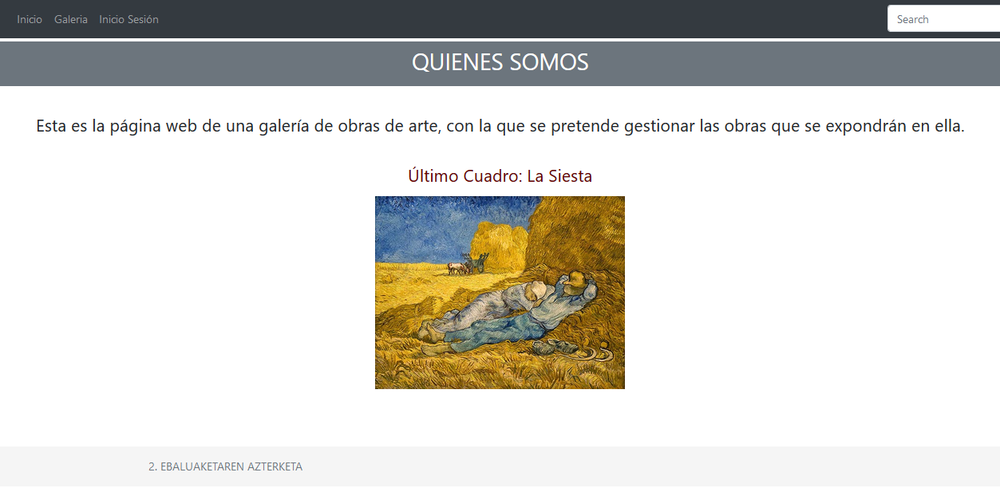 Inicio Galeria Inicio Sesión Search
QUIENES SOMOS
Esta es la página web de una galería de obras de arte, con la que se pretende gestionar las obras que se expondrán en ella.
Último Cuadro: La Siesta
2. EBALUAKETAREN AZTERKETA